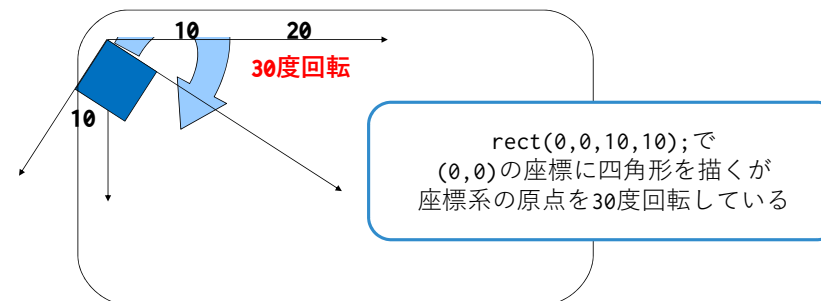 10 20
30度回転
10
rect(0,0,10,10);で
(0,0)の座標に四角形を描くが
座標系の原点を30度回転している